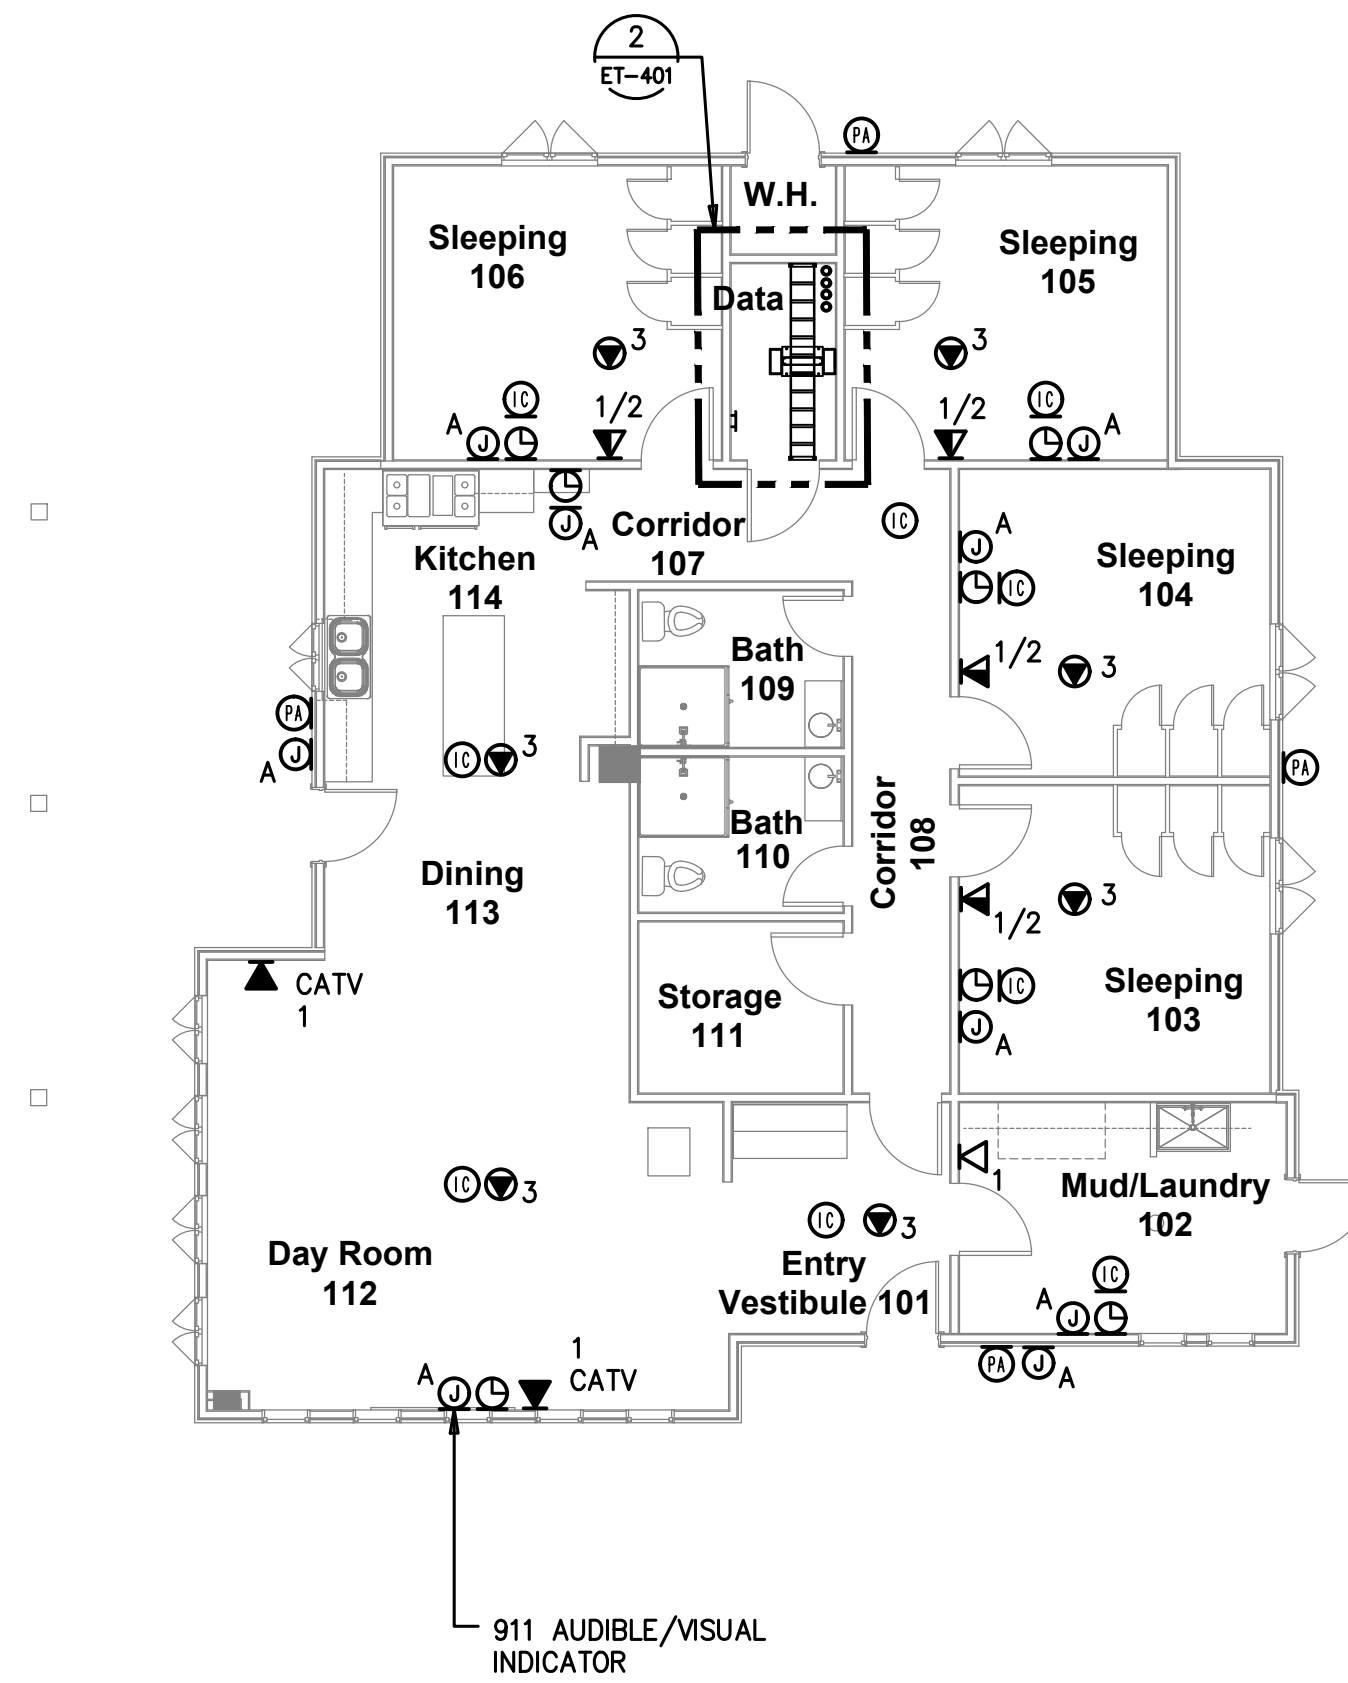 2
ET-401
PA
W.H.
Sleeping
106
Sleeping
105
Data
3
3
IC
1/2
1/2
IC
A
J
J
A
J
A
Corridor
107
IC
J
A
Kitchen
114
Sleeping
104
IC
Bath
109
1/2
3
PA
J
A
IC
3
PA
Bath
110
Corridor
108
Dining
113
3
1/2
CATV
1
Storage
111
IC
Sleeping
103
J
A
1
Mud/Laundry
102
IC
3
IC
3
Day Room
112
Entry
Vestibule 101
IC
A
J
PA
J
A
1
CATV
A
J
911 AUDIBLE/VISUAL
INDICATOR